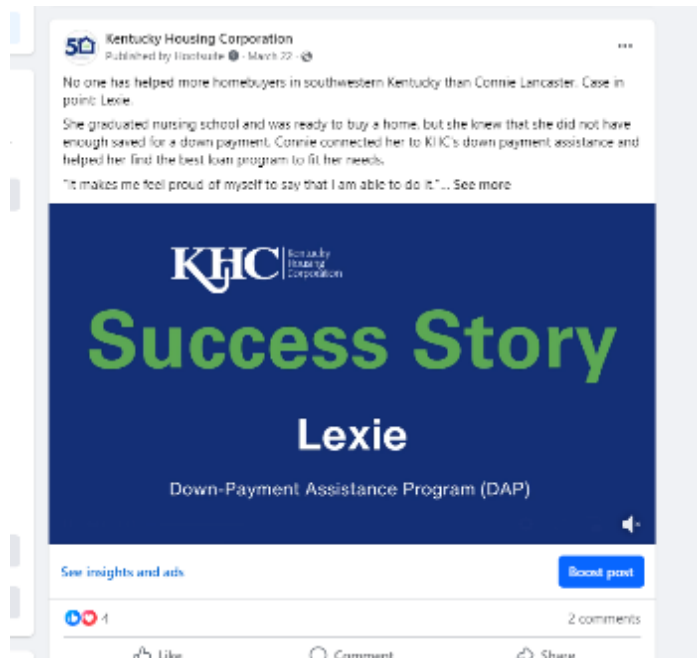 50
Kentucky Housing Corporation
Published by Hootsuite · March 22 ·
No one has helped more homebuyers in southwestern Kentucky than Connie Lancaster. Case in
point: Lexie.
She graduated nursing school and was ready to buy a home, but she knew that she did not have
enough saved for a down payment. Connie connected her to KHC's down payment assistance and
helped her find the best loan program to fit her needs.
"It makes me feel proud of myself to say that I am able to do it."... See more
KHC Kentucky
Housing
Corporation
Success Story
Lexie
Down-Payment Assistance Program (DAP)
See insights and ads
Boost post
4
2 comments
Like
Comment
Share